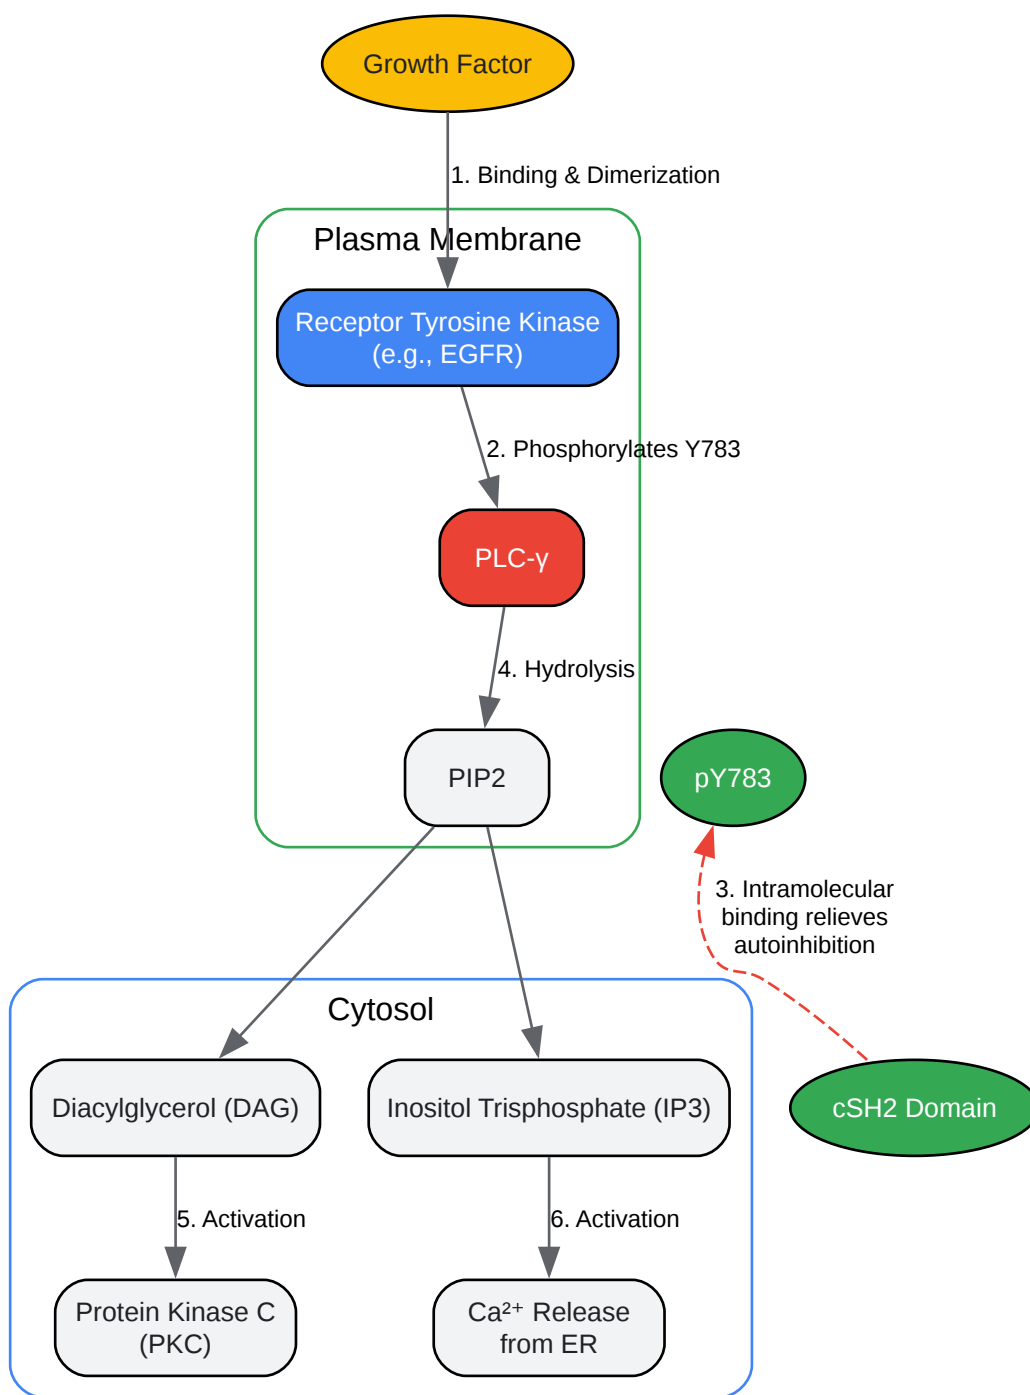 Growth Factor
1. Binding & Dimerization
Plasma Membrane
Receptor Tyrosine Kinase
(e.g., EGFR)
2. Phosphorylates Y783
PLC-γ
4. Hydrolysis
PIP2
pY783
3. Intramolecular
binding relieves
autoinhibition
Cytosol
Diacylglycerol (DAG)
Inositol Trisphosphate (IP3)
cSH2 Domain
5. Activation
6. Activation
Protein Kinase C
(PKC)
Ca²⁺ Release
from ER